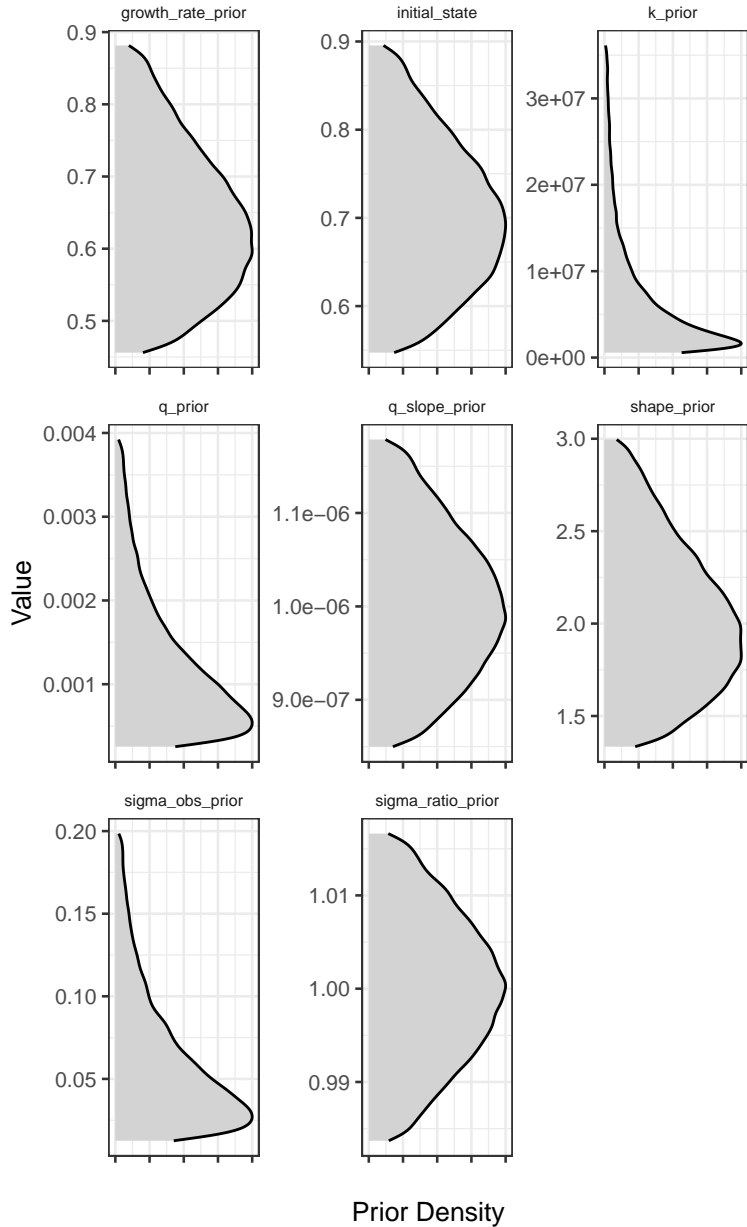 growth_rate_prior
initial_state
k_prior
0.9
0.8
0.7
0.6
0.5
0.9
0.8
0.7
0.6
3e+07
2e+07
1e+07
0e+00
q_prior
q_slope_prior
shape_prior
0.004
0.003
0.002
0.001
1.1e−06
1.0e−06
9.0e−07
3.0
2.5
2.0
1.5
Value
sigma_obs_prior
sigma_ratio_prior
0.20
0.15
0.10
0.05
1.01
1.00
0.99
Prior Density